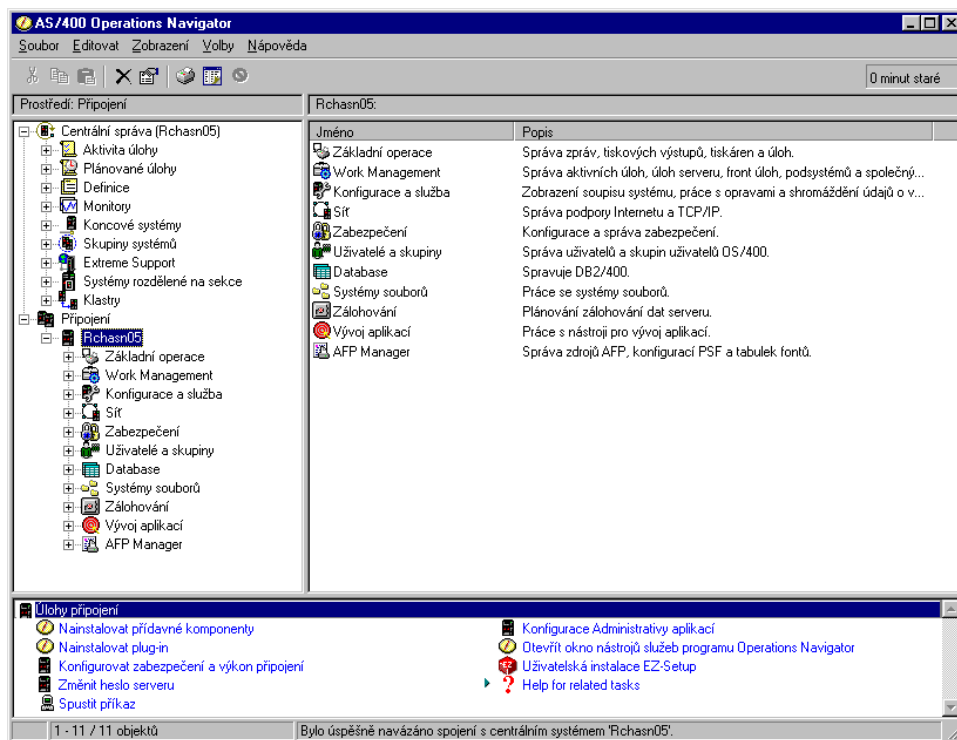 AS/400 Operations Navigator
Soubor Editovat Zobrazení Volby Nápověda
0 minut staré
Prostředí: Připojení
Rchasn05:
Centrální správa (Rchasn05)
Aktivita úlohy
Plánované úlohy
Definice
Monitory
Koncové systémy
Skupiny systémů
Extreme Support
Systémy rozdělené na sekce
Klastry
Připojení
Rchasn05
Základní operace
Work Management
Konfigurace a služba
Síť
Zabezpečení
Uživatelé a skupiny
Database
Systémy souborů
Zálohování
Vývoj aplikací
AFP Manager
Jméno Popis
Základní operace Správa zpráv, tiskových výstupů, tiskáren a úloh.
Work Management Správa aktivních úloh, úloh serveru, front úloh, podsystémů a společný...
Konfigurace a služba Zobrazení soupisu systému, práce s opravami a shromáždění údajů o v...
Síť Správa podpory Internetu a TCP/IP.
Zabezpečení Konfigurace a správa zabezpečení.
Uživatelé a skupiny Správa uživatelů a skupin uživatelů OS/400.
Database Spravuje DB2/400.
Systémy souborů Práce se systémy souborů.
Zálohování Plánování zálohování dat serveru.
Vývoj aplikací Práce s nástroji pro vývoj aplikací.
AFP Manager Správa zdrojů AFP, konfigurací PSF a tabulek fontů.
Úlohy připojení
Nainstalovat přídavné komponenty
Nainstalovat plug-in
Konfigurovat zabezpečení a výkon připojení
Změnit heslo serveru
Spustit příkaz
Konfigurace Administrativy aplikací
Otevřít okno nástrojů služeb programu Operations Navigator
Uživatelská instalace EZ-Setup
Help for related tasks
1 - 11 / 11 objektů
Bylo úspěšně navázáno spojení s centrálním systémem 'Rchasn05'.